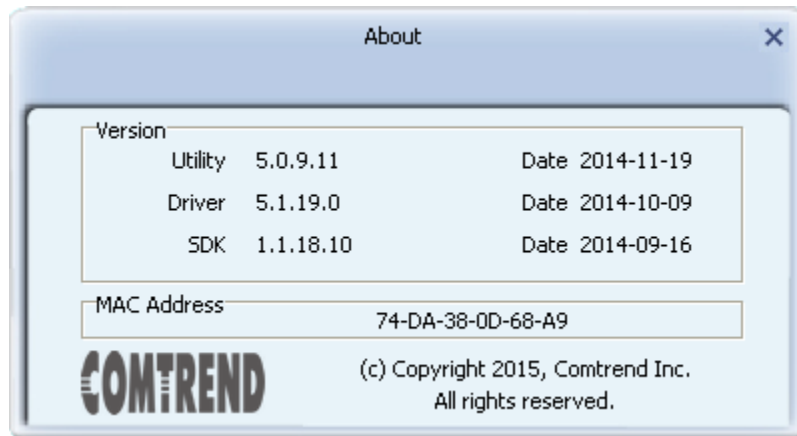 About
Version
Utility 5.0.9.11 Date 2014-11-19
Driver 5.1.19.0 Date 2014-10-09
SDK 1.1.18.10 Date 2014-09-16
MAC Address
74-DA-38-0D-68-A9
COMTREND
(c) Copyright 2015, Comtrend Inc.
All rights reserved.